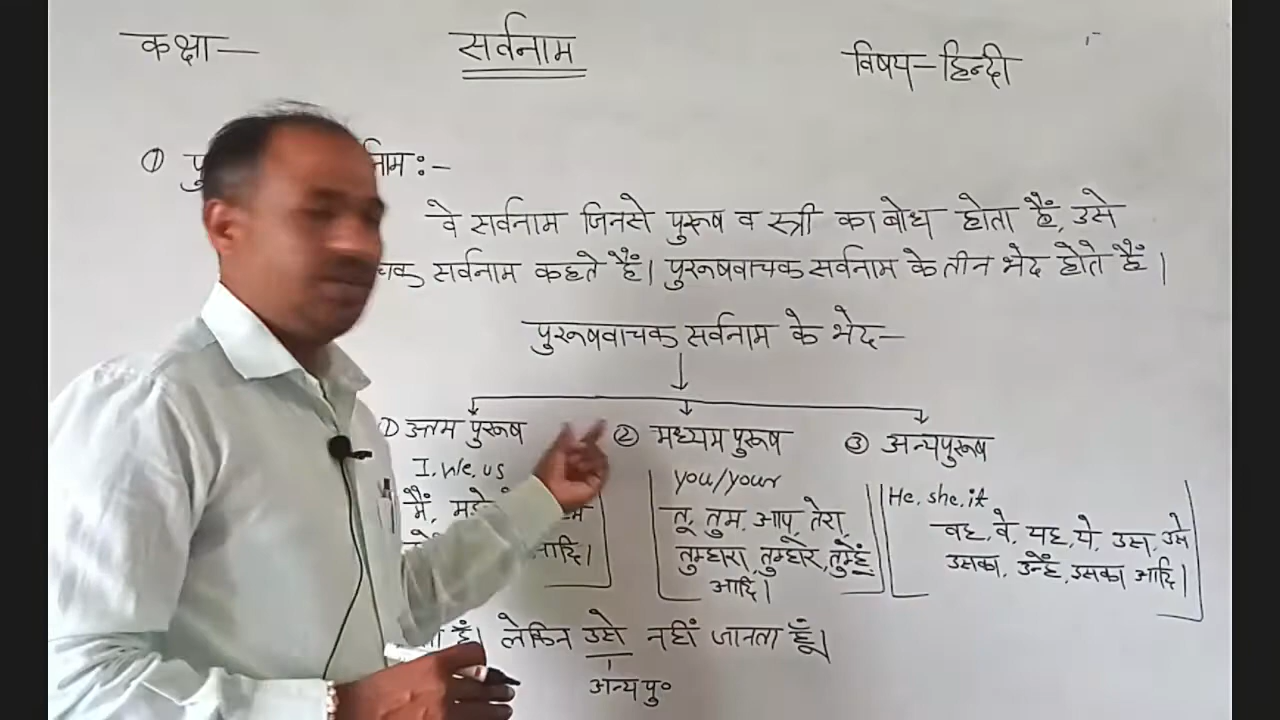 कक्षा— सर्वनाम विषय—हिन्दी
① :-
वे सर्वनाम जिनसे पुरूष व स्त्री का बोध होता हैं, उसे
सर्वनाम कहते हैं। पुरूषवाचक सर्वनाम के तीन भेद होते हैं।
पुरूषवाचक सर्वनाम के भेद—
① उत्तम पुरूष ② मध्यम पुरूष ③ अन्यपुरूष
I, we, us you/your He, she, it
मैं, तू, तुम, आप, तेरा, वह, वे, यह, ये, उस, उसे
आदि। तुम्हारा, तुम्हारे, तुम्हें, उसका, उन्हें, उसका आदि।
आदि।
लेकिन उसे नहीं जानता हूँ।
अन्य पु०